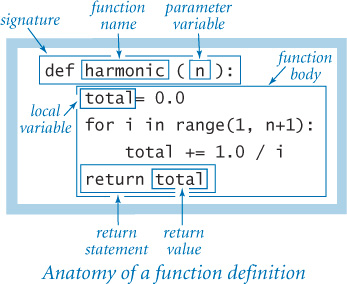 signature
function
name
parameter
variable
function
body
def harmonic ( n ):
local
variable
total= 0.0
for i in range(1, n+1):
total += 1.0 / i
return total
return
statement
return
value
Anatomy of a function definition